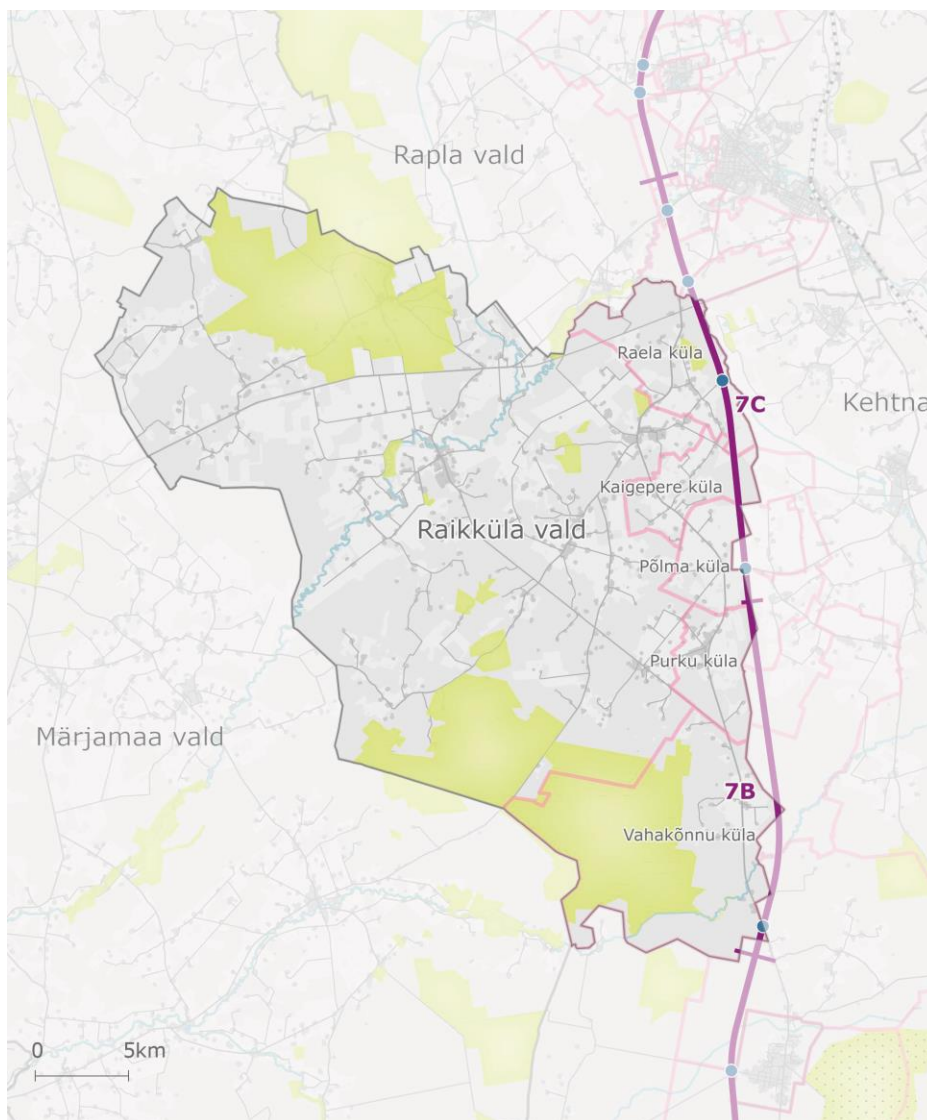 Rapla vald
Raela küla
7C
Kehtna
Kaigepere küla
Raikküla vald
Põlma küla
Purku küla
Märjamaa vald
7B
Vahakõnnu küla
0 5km